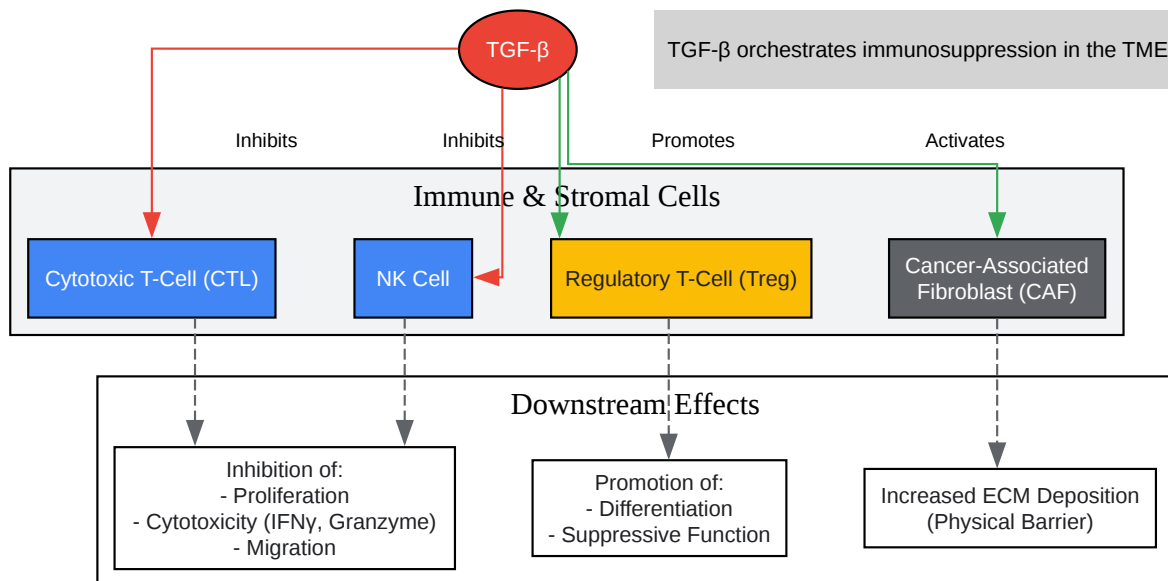 TGF-β
TGF-β orchestrates immunosuppression in the TME
Inhibits
Inhibits
Promotes
Activates
Immune & Stromal Cells
Cytotoxic T-Cell (CTL)
NK Cell
Regulatory T-Cell (Treg)
Cancer-Associated
Fibroblast (CAF)
Downstream Effects
Inhibition of:
- Proliferation
- Cytotoxicity (IFNγ, Granzyme)
- Migration
Promotion of:
- Differentiation
- Suppressive Function
Increased ECM Deposition
(Physical Barrier)